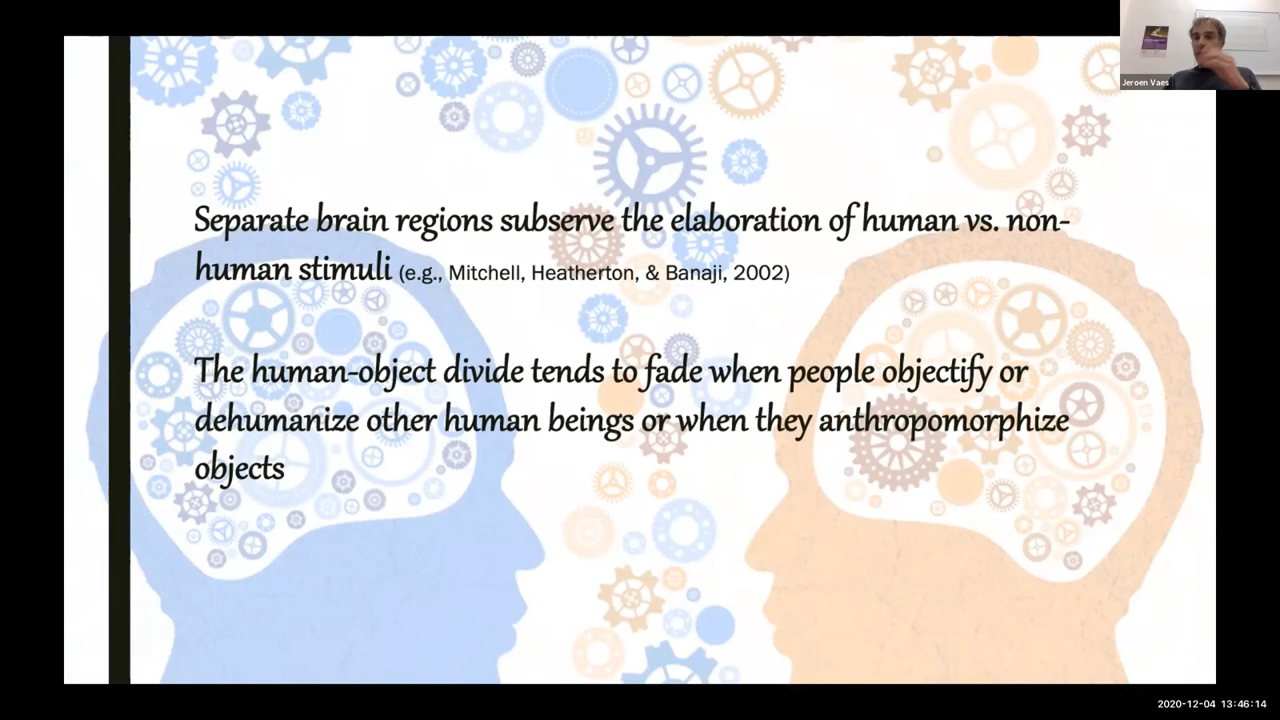 Jeroen Vaes
Separate brain regions subserve the elaboration of human vs. non-
human stimuli (e.g., Mitchell, Heatherton, & Banaji, 2002)
The human-object divide tends to fade when people objectify or
dehumanize other human beings or when they anthropomorphize
objects
2020-12-04 13:46:14